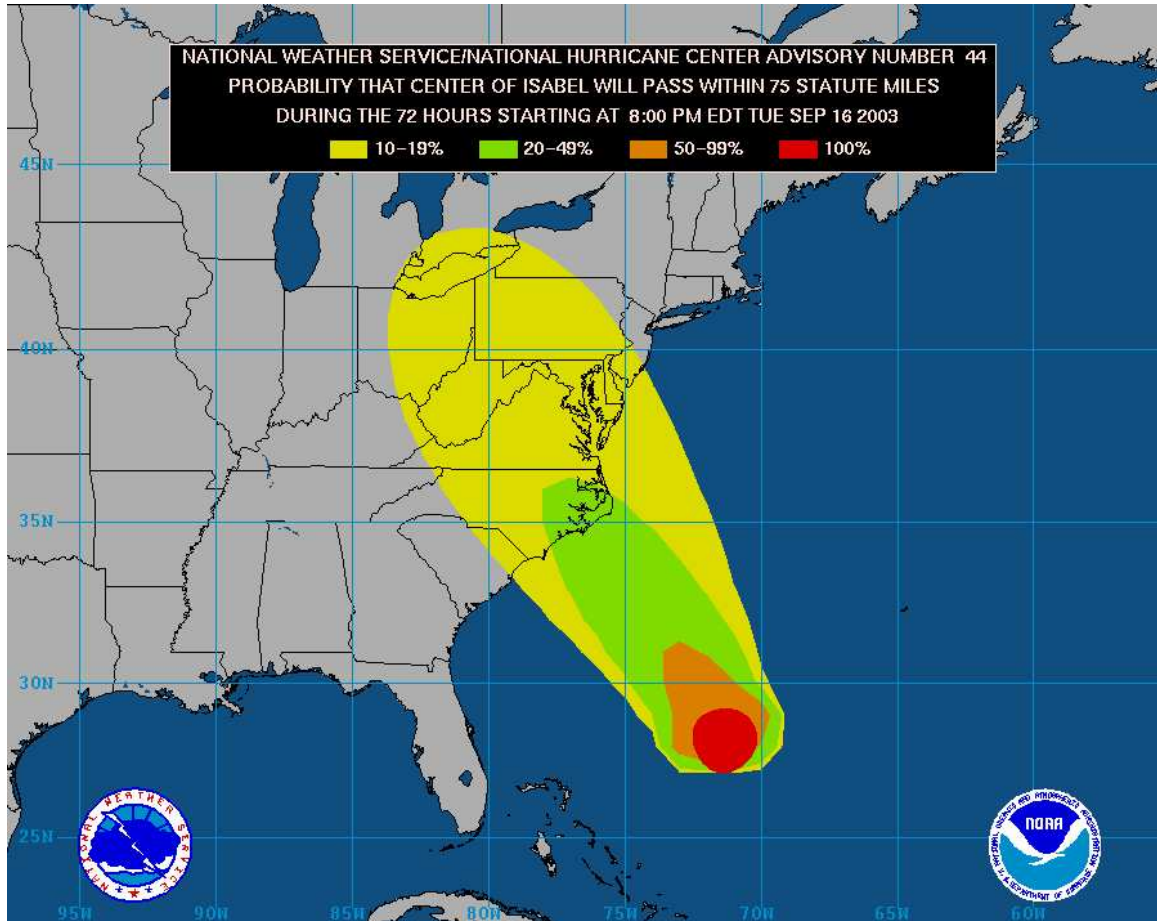 NATIONAL WEATHER SERVICE/NATIONAL HURRICANE CENTER ADVISORY NUMBER 44
PROBABILITY THAT CENTER OF ISABEL WILL PASS WITHIN 75 STATUTE MILES
DURING THE 72 HOURS STARTING AT 8:00 PM EDT TUE SEP 16 2003
10-19% 20-49% 50-99% 100%
45N
40N
35N
30N
25N
NATIONAL WEATHER SERVICE
NOAA
95W 90W 85W 80W 75W 70W 65W 60W